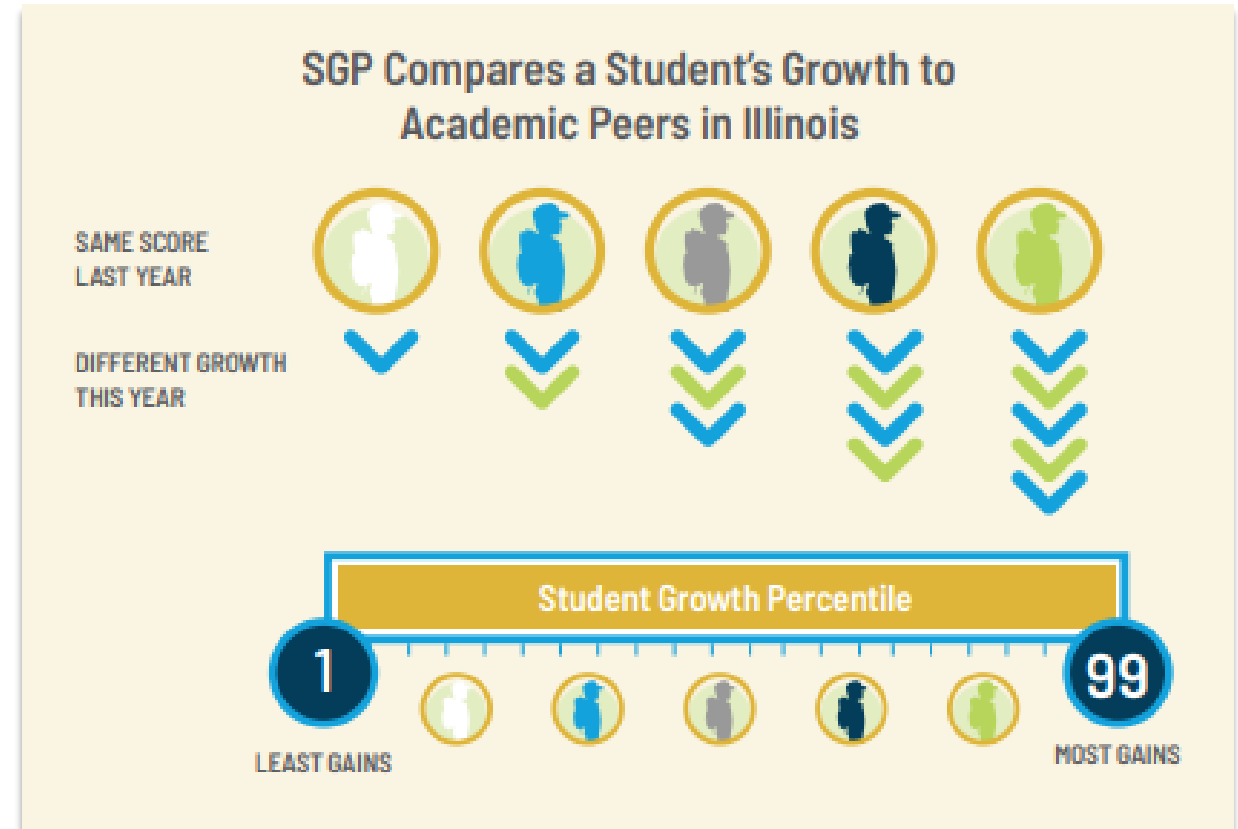 SGP Compares a Student's Growth to
Academic Peers in Illinois
SAME SCORE
LAST YEAR
DIFFERENT GROWTH
THIS YEAR
Student Growth Percentile
1
99
LEAST GAINS
MOST GAINS